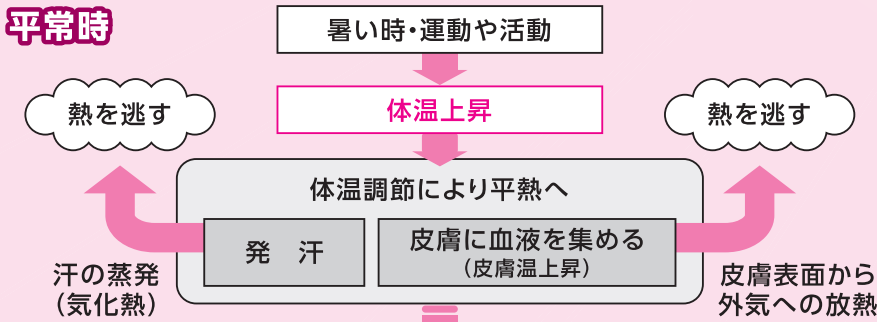 平常時
暑い時・運動や活動
体温上昇
熱を逃す
熱を逃す
体温調節により平熱へ
発　汗
皮膚に血液を集める
（皮膚温上昇）
汗の蒸発
（気化熱）
皮膚表面から
外気への放熱